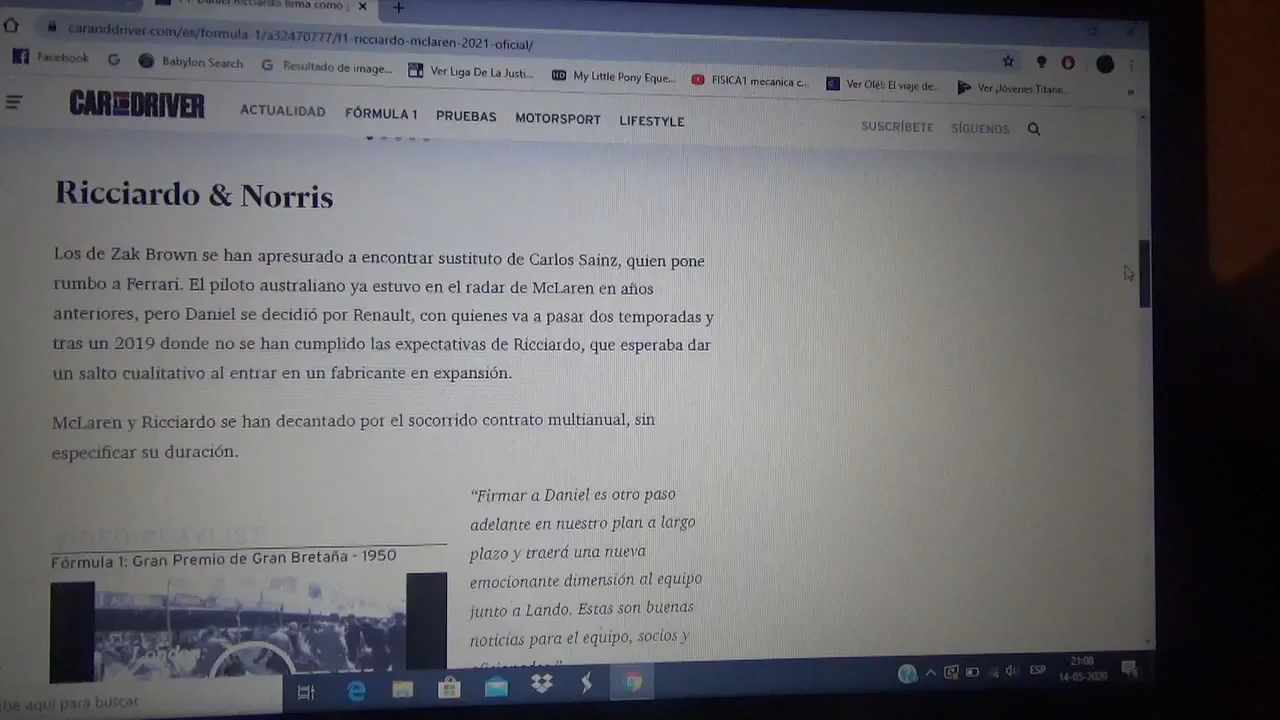 Daniel Ricciardo firma como
caranddriver.com/es/formula-1/a32470777/f1-ricciardo-mclaren-2021-oficial/
Facebook
Babylon Search
Resultado de image...
Ver Liga De La Justi...
My Little Pony Eque...
FISICA1 mecanica c...
Ver Olé!: El viaje de...
Ver ¡Jóvenes Titane...
CAR AND DRIVER
ACTUALIDAD FÓRMULA 1 PRUEBAS MOTORSPORT LIFESTYLE
SUSCRÍBETE SÍGUENOS
Ricciardo & Norris
Los de Zak Brown se han apresurado a encontrar sustituto de Carlos Sainz, quien pone
rumbo a Ferrari. El piloto australiano ya estuvo en el radar de McLaren en años
anteriores, pero Daniel se decidió por Renault, con quienes va a pasar dos temporadas y
tras un 2019 donde no se han cumplido las expectativas de Ricciardo, que esperaba dar
un salto cualitativo al entrar en un fabricante en expansión.
McLaren y Ricciardo se han decantado por el socorrido contrato multianual, sin
especificar su duración.
VIDEO PLAYLIST
Fórmula 1: Gran Premio de Gran Bretaña - 1950
“Firmar a Daniel es otro paso
adelante en nuestro plan a largo
plazo y traerá una nueva
emocionante dimensión al equipo
junto a Lando. Estas son buenas
noticias para el equipo, socios y
be aquí para buscar
ESP
21:08
14-05-2020